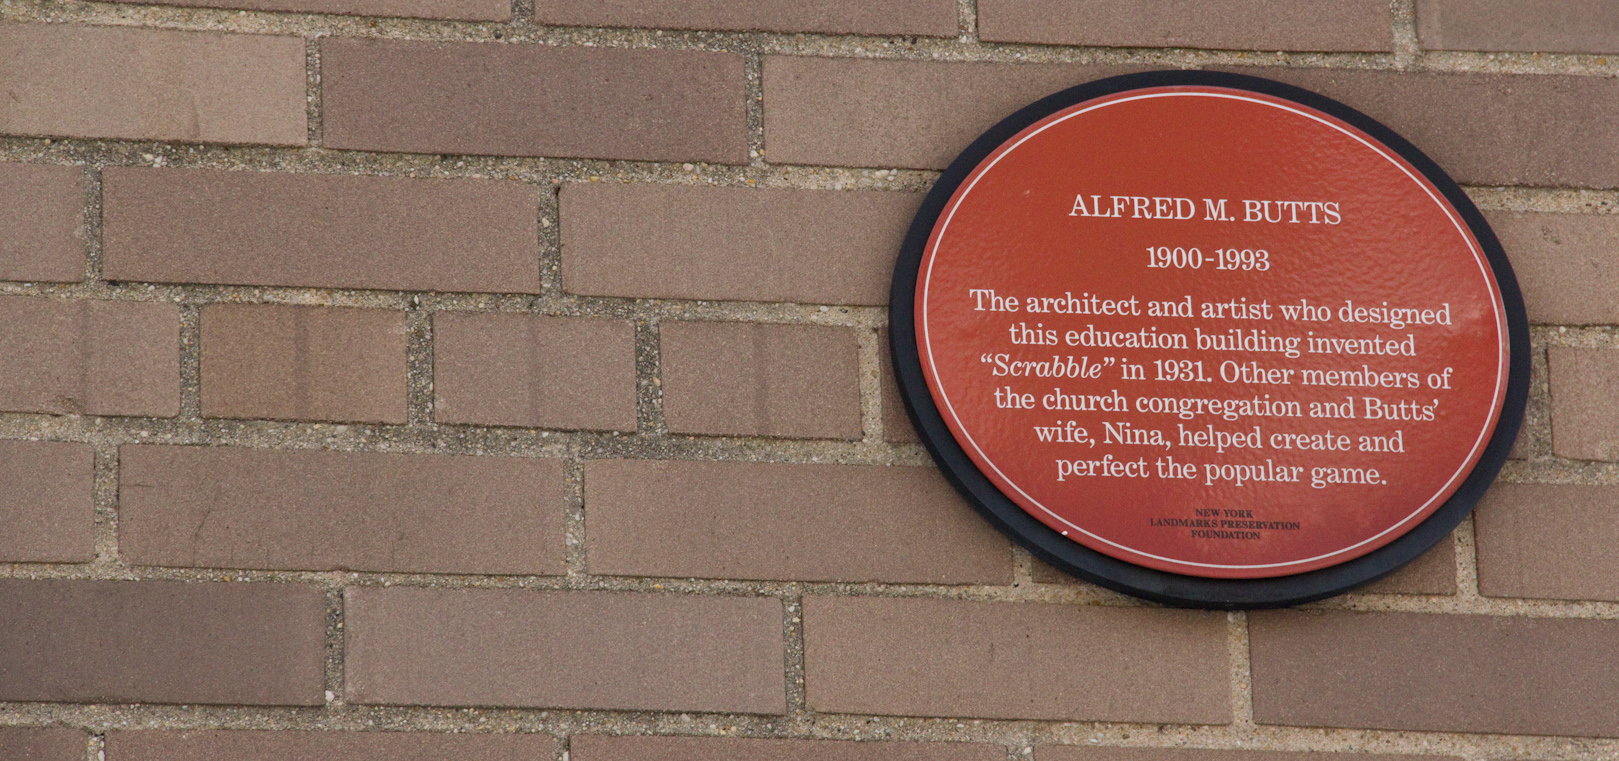 ALFRED M. BUTTS
1900-1993
The architect and artist who designed
this education building invented
“Scrabble” in 1931. Other members of
the church congregation and Butts’
wife, Nina, helped create and
perfect the popular game.
NEW YORK
LANDMARKS PRESERVATION
FOUNDATION